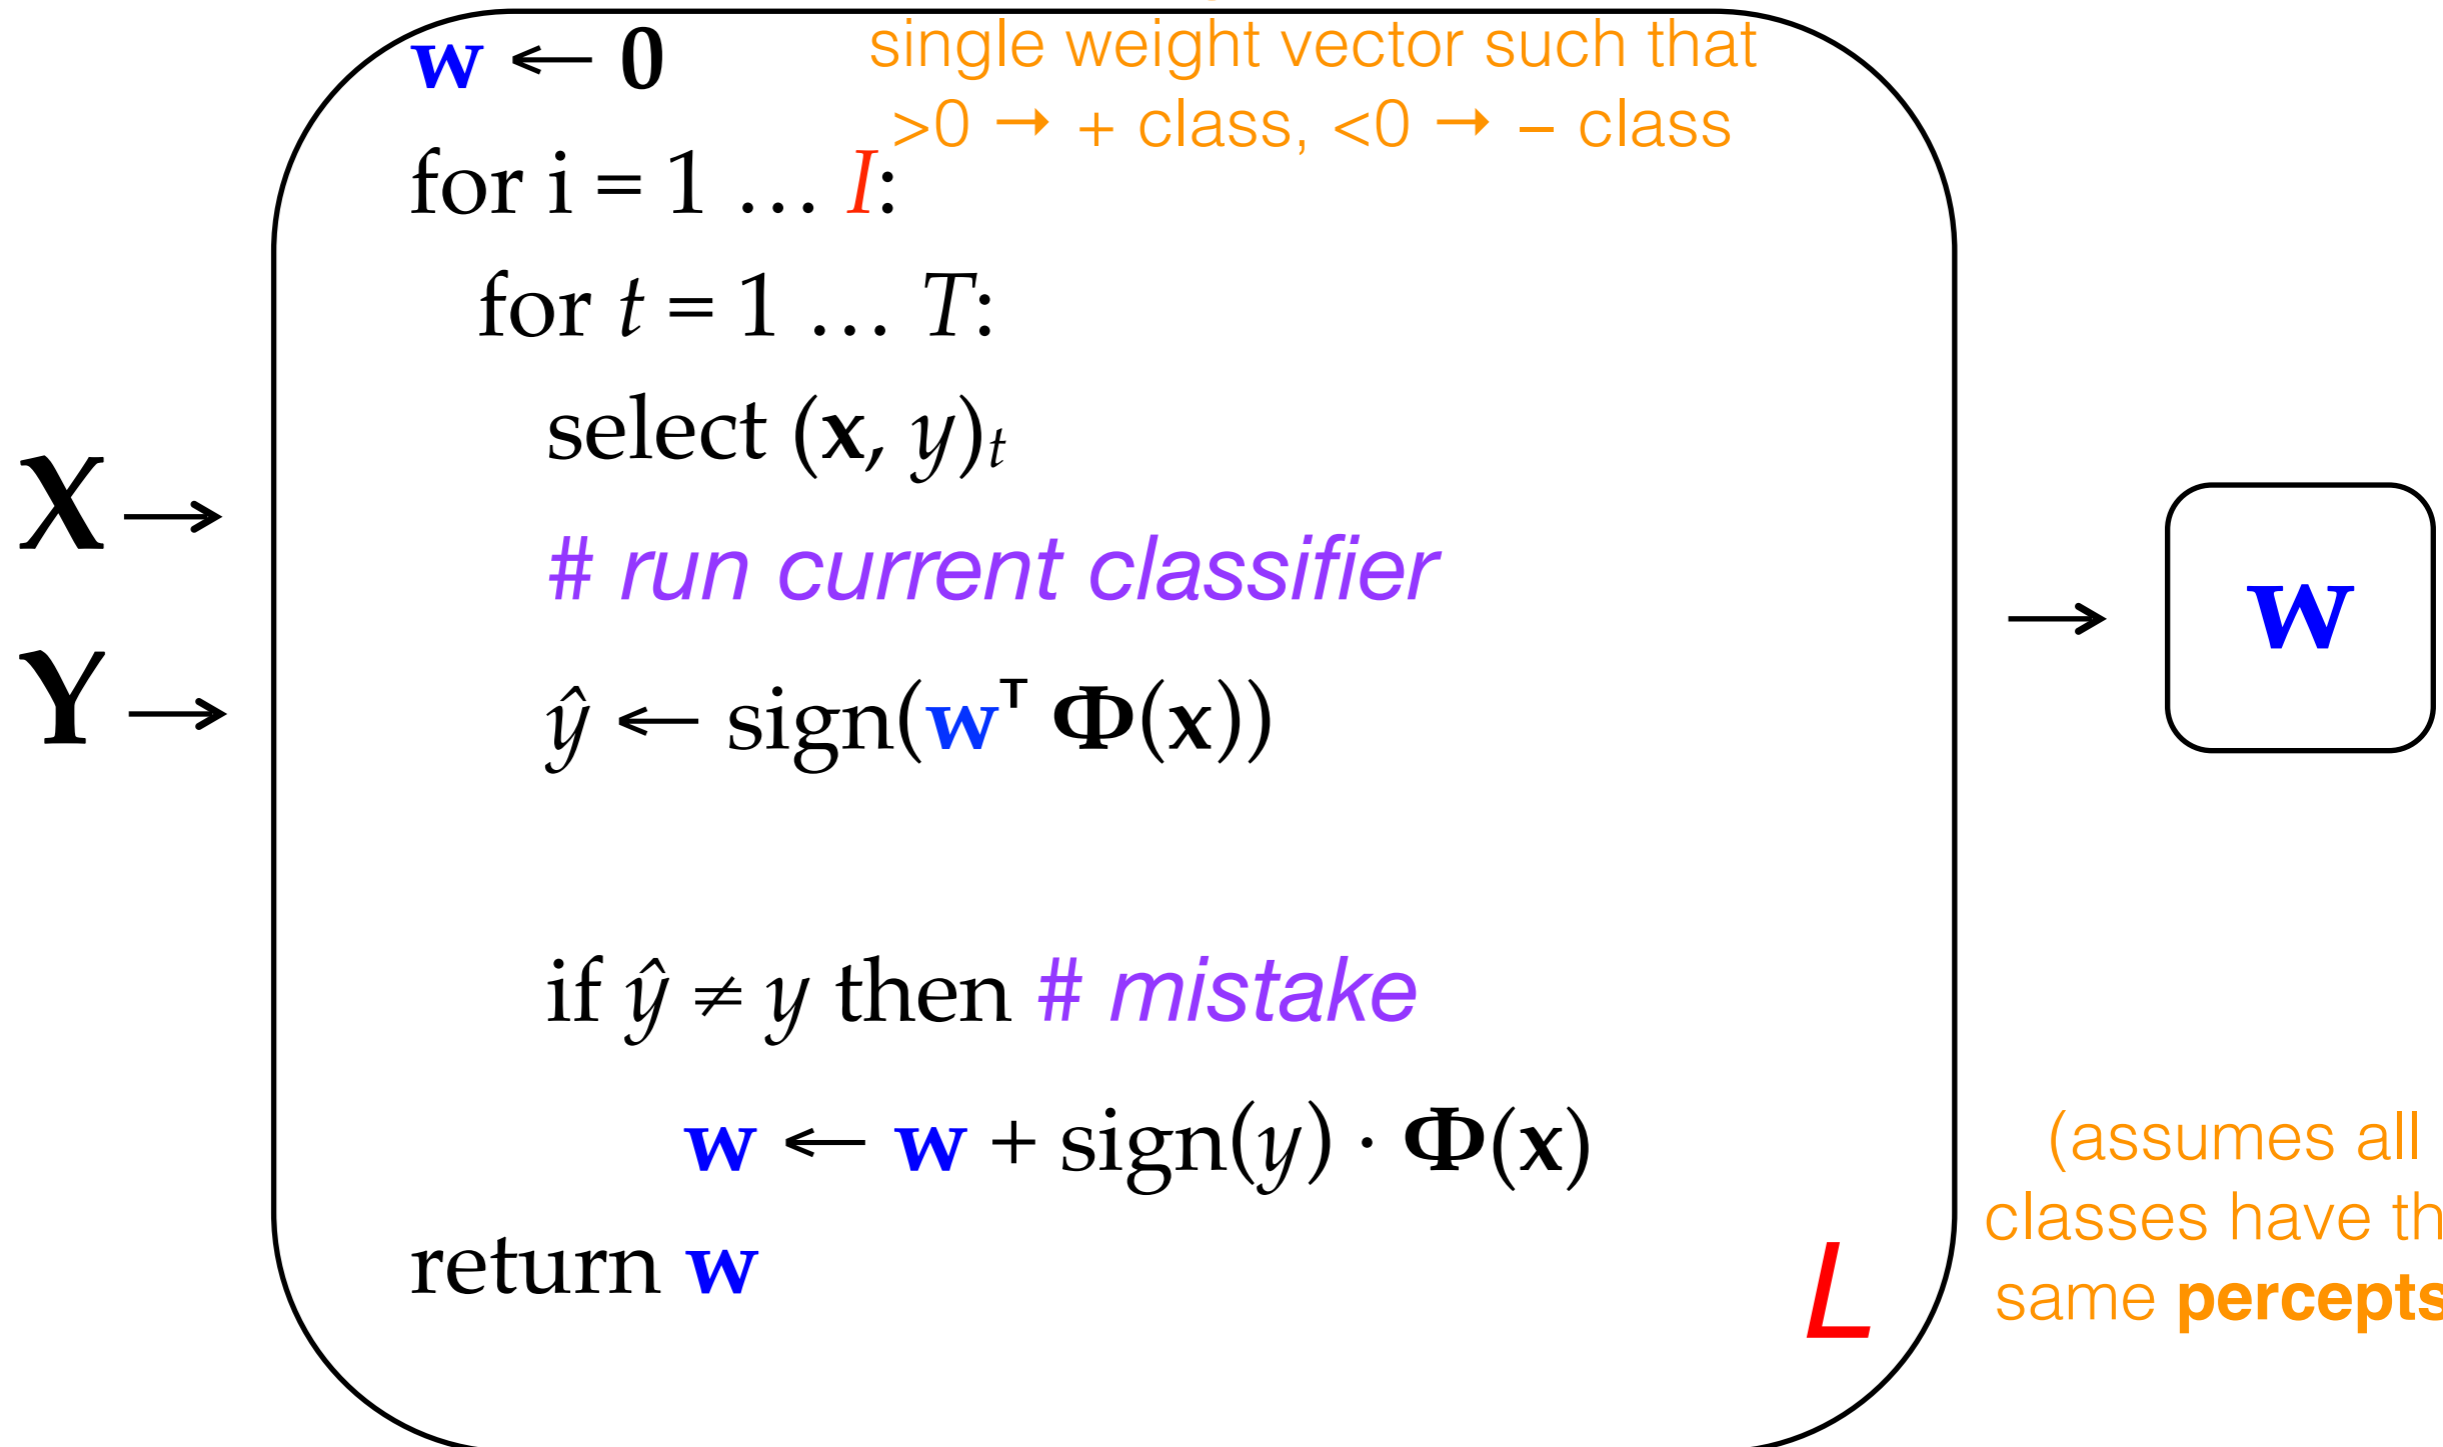 single weight vector such that
>0 → + class, <0 → – class
w ← 0
for i = 1 … I:
for t = 1 … T:
select (x, y)t
# run current classifier
ŷ ← sign(wᵀ Φ(x))
if ŷ ≠ y then # mistake
w ← w + sign(y) · Φ(x)
return w
L
X →
Y →
→ w
(assumes all
classes have th
same percepts